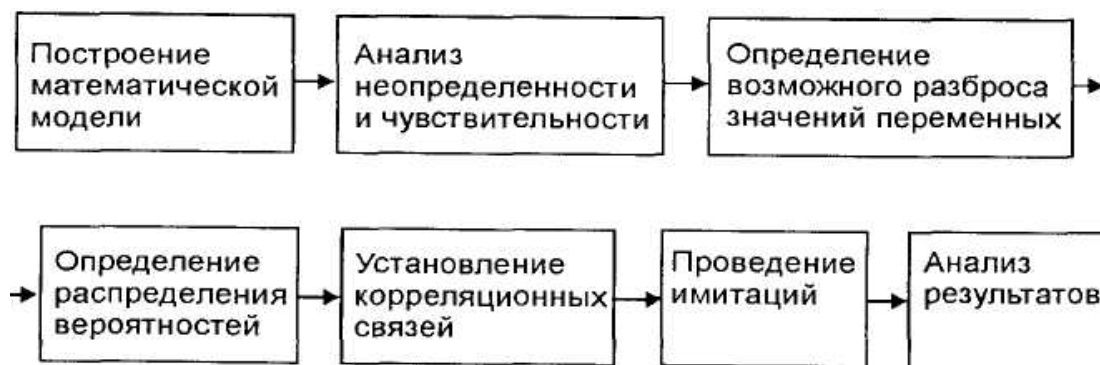 Построение
математической
модели
Анализ
неопределенности
и чувствительности
Определение
возможного разброса
значений переменных
Определение
распределения
вероятностей
Установление
корреляционных
связей
Проведение
имитаций
Анализ
результатов